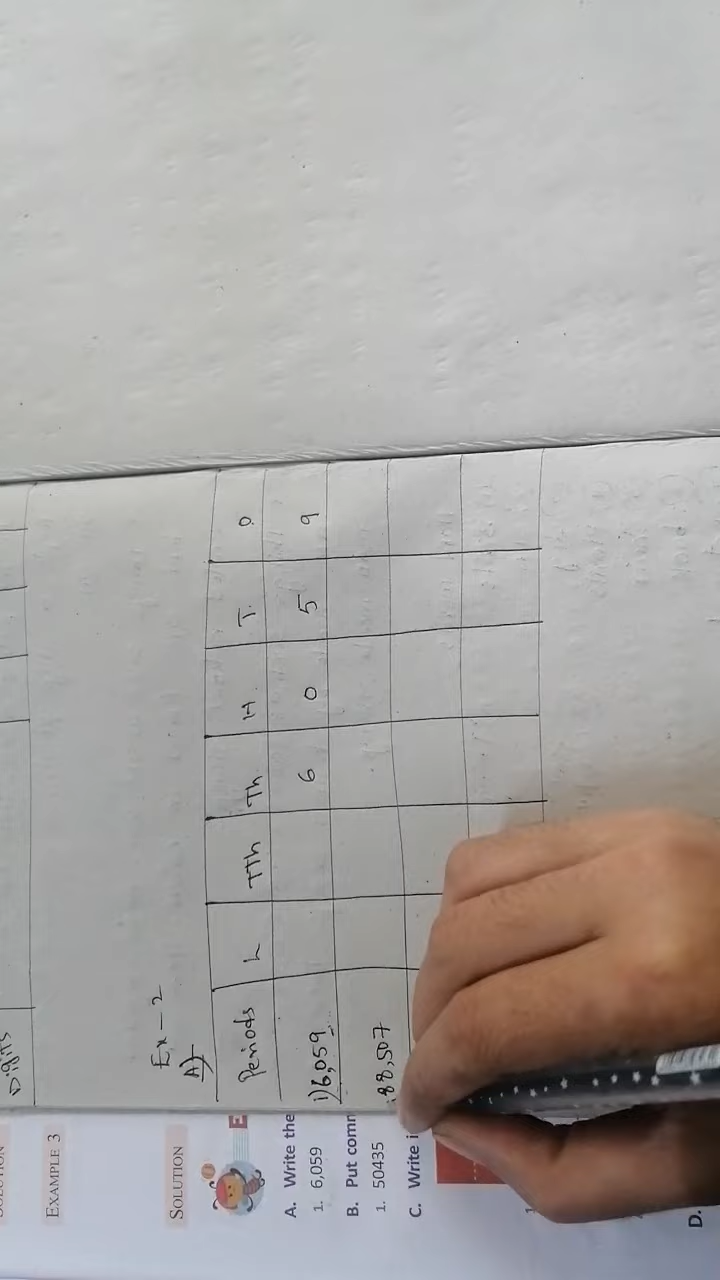 Digits
EXAMPLE 3
SOLUTION
Ex-2
A)
Periods L TTh Th H. T. O.
i) 6,059 6 0 5 9
88,507
E
A. Write the
1. 6,059
B. Put comm
1. 50435
C. Write i
D.